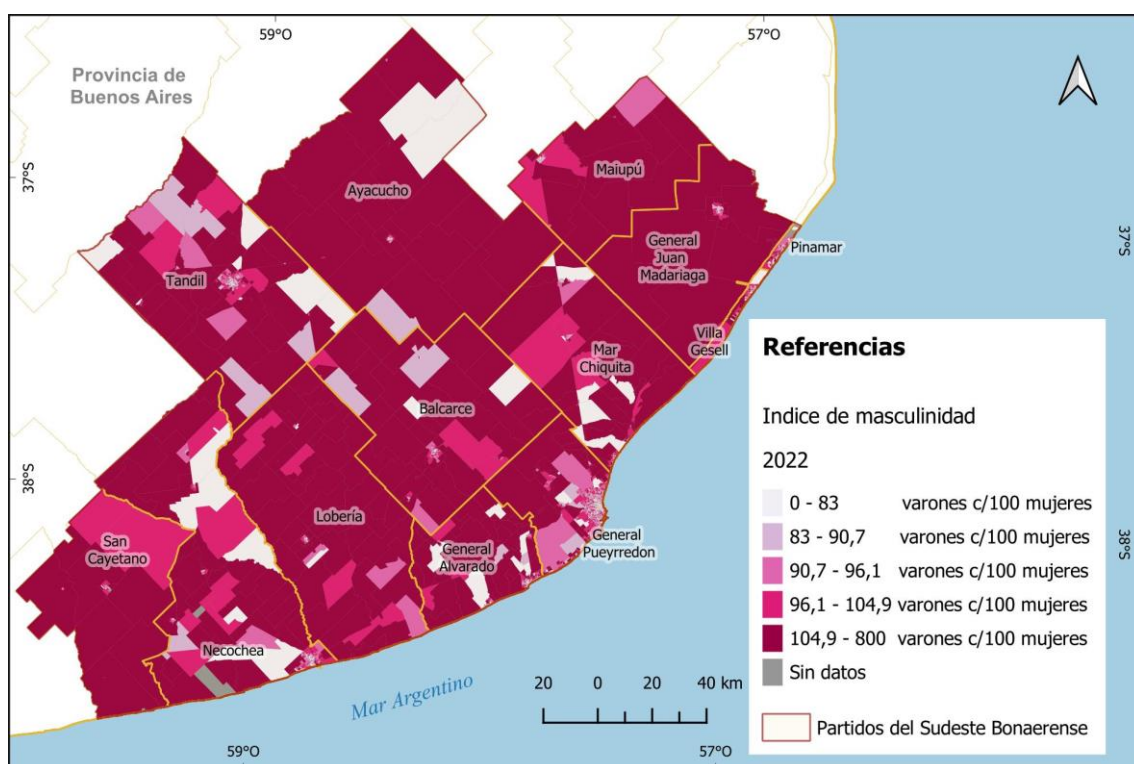 59°O
57°O
Provincia de
Buenos Aires
37°S
Ayacucho
Maiupú
General
Juan
Madariaga
Pinamar
37°S
Tandil
Villa
Gesell
Mar
Chiquita
Balcarce
38°S
Lobería
San
Cayetano
General
Alvarado
General
Pueyrredon
38°S
Necochea
Mar Argentino
20 0 20 40 km
59°O
57°O
Referencias
Indice de masculinidad
2022
0 - 83 varones c/100 mujeres
83 - 90,7 varones c/100 mujeres
90,7 - 96,1 varones c/100 mujeres
96,1 - 104,9 varones c/100 mujeres
104,9 - 800 varones c/100 mujeres
Sin datos
Partidos del Sudeste Bonaerense